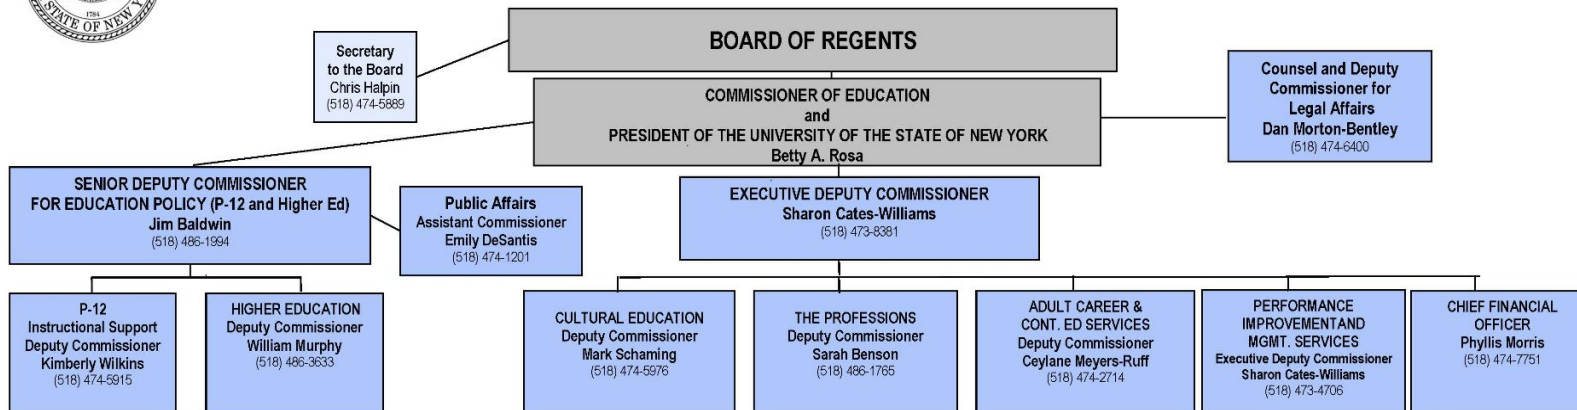 1784
STATE OF NEW
BOARD OF REGENTS
Secretary
to the Board
Chris Halpin
(518) 474-5889
COMMISSIONER OF EDUCATION
and
PRESIDENT OF THE UNIVERSITY OF THE STATE OF NEW YORK
Betty A. Rosa
Counsel and Deputy
Commissioner for
Legal Affairs
Dan Morton-Bentley
(518) 474-6400
SENIOR DEPUTY COMMISSIONER
FOR EDUCATION POLICY (P-12 and Higher Ed)
Jim Baldwin
(518) 486-1994
Public Affairs
Assistant Commissioner
Emily DeSantis
(518) 474-1201
EXECUTIVE DEPUTY COMMISSIONER
Sharon Cates-Williams
(518) 473-8381
P-12
Instructional Support
Deputy Commissioner
Kimberly Wilkins
(518) 474-5915
HIGHER EDUCATION
Deputy Commissioner
William Murphy
(518) 486-3633
CULTURAL EDUCATION
Deputy Commissioner
Mark Schaming
(518) 474-5976
THE PROFESSIONS
Deputy Commissioner
Sarah Benson
(518) 486-1765
ADULT CAREER &
CONT. ED SERVICES
Deputy Commissioner
Ceylane Meyers-Ruff
(518) 474-2714
PERFORMANCE
IMPROVEMENTAND
MGMT. SERVICES
Executive Deputy Commissioner
Sharon Cates-Williams
(518) 473-4706
CHIEF FINANCIAL
OFFICER
Phyllis Morris
(518) 474-7751